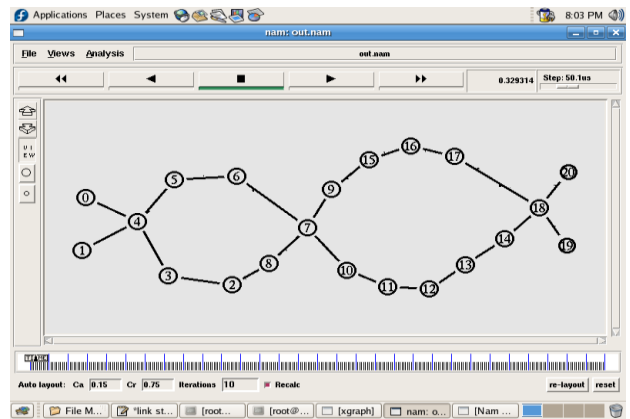 Applications Places System 8:03 PM
nam: out.nam
File Views Analysis out.nam
0.329314 Step: 50.1us
V I
E W
0
1
4
5
6
3
2
8
7
9
15
16
17
10
11
12
13
14
18
20
19
Auto layout: Ca 0.15 Cr 0.75 Iterations 10 Recalc re-layout reset
File M... "link st... [root... [root@... [xgraph] nam: o... [Nam ...